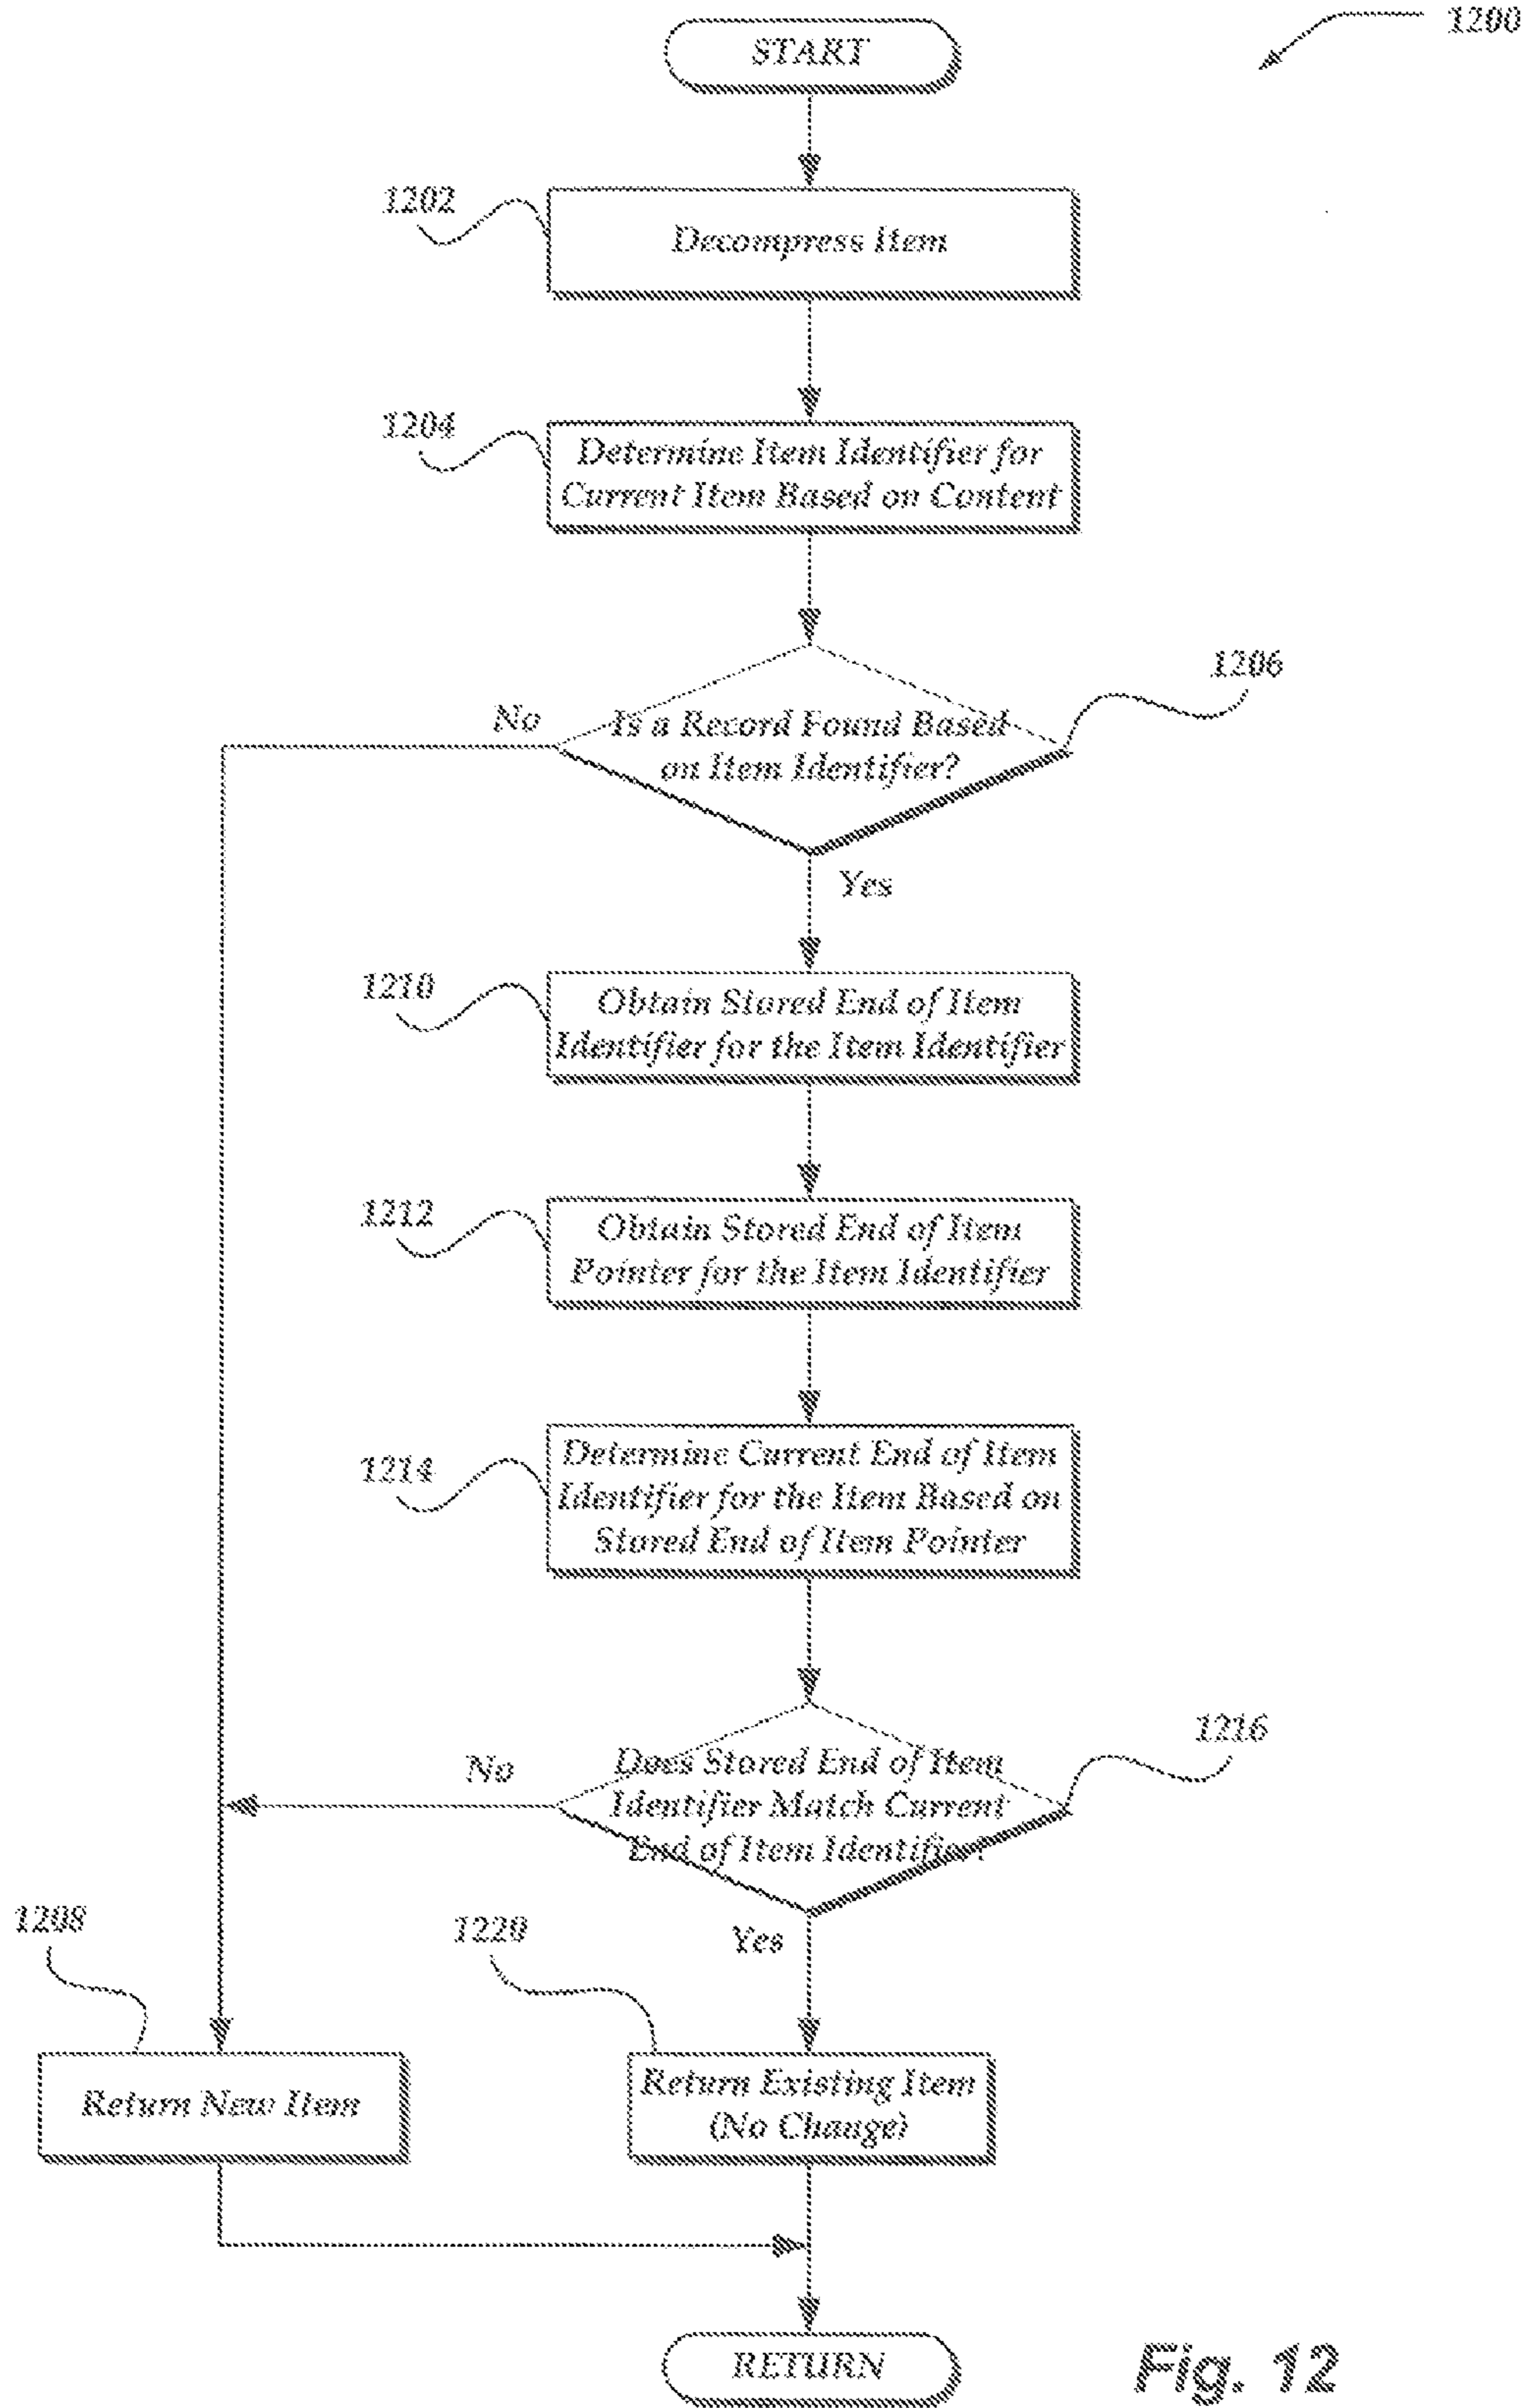 1200
START
1202
Decompress Item
1204
Determine Item Identifier for
Current Item Based on Content
1206
No
Is a Record Found Based
on Item Identifier?
Yes
1210
Obtain Stored End of Item
Identifier for the Item Identifier
1212
Obtain Stored End of Item
Pointer for the Item Identifier
1214
Determine Current End of Item
Identifier for the Item Based on
Stored End of Item Pointer
1216
No
Does Stored End of Item
Identifier Match Current
End of Item Identifier?
1208
1220
Yes
Return New Item
Return Existing Item
(No Change)
RETURN
Fig. 12